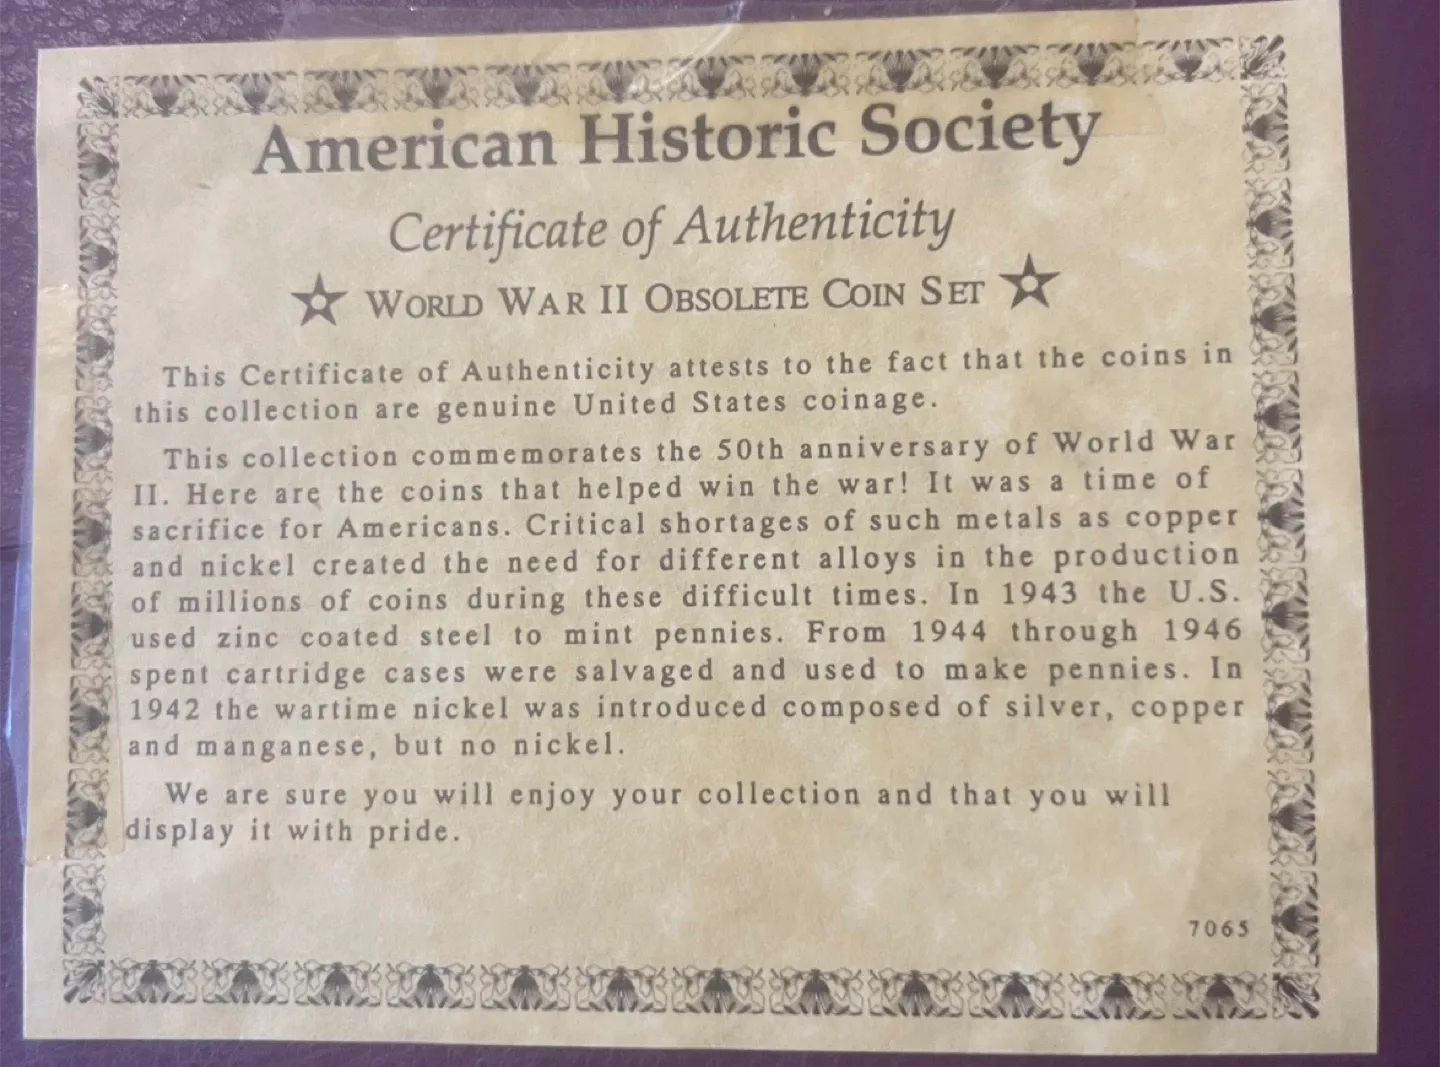 American Historic Society
Certificate of Authenticity
World War II Obsolete Coin Set
This Certificate of Authenticity attests to the fact that the coins in
this collection are genuine United States coinage.
This collection commemorates the 50th anniversary of World War
II. Here are the coins that helped win the war! It was a time of
sacrifice for Americans. Critical shortages of such metals as copper
and nickel created the need for different alloys in the production
of millions of coins during these difficult times. In 1943 the U.S.
used zinc coated steel to mint pennies. From 1944 through 1946
spent cartridge cases were salvaged and used to make pennies. In
1942 the wartime nickel was introduced composed of silver, copper
and manganese, but no nickel.
We are sure you will enjoy your collection and that you will
display it with pride.
7065